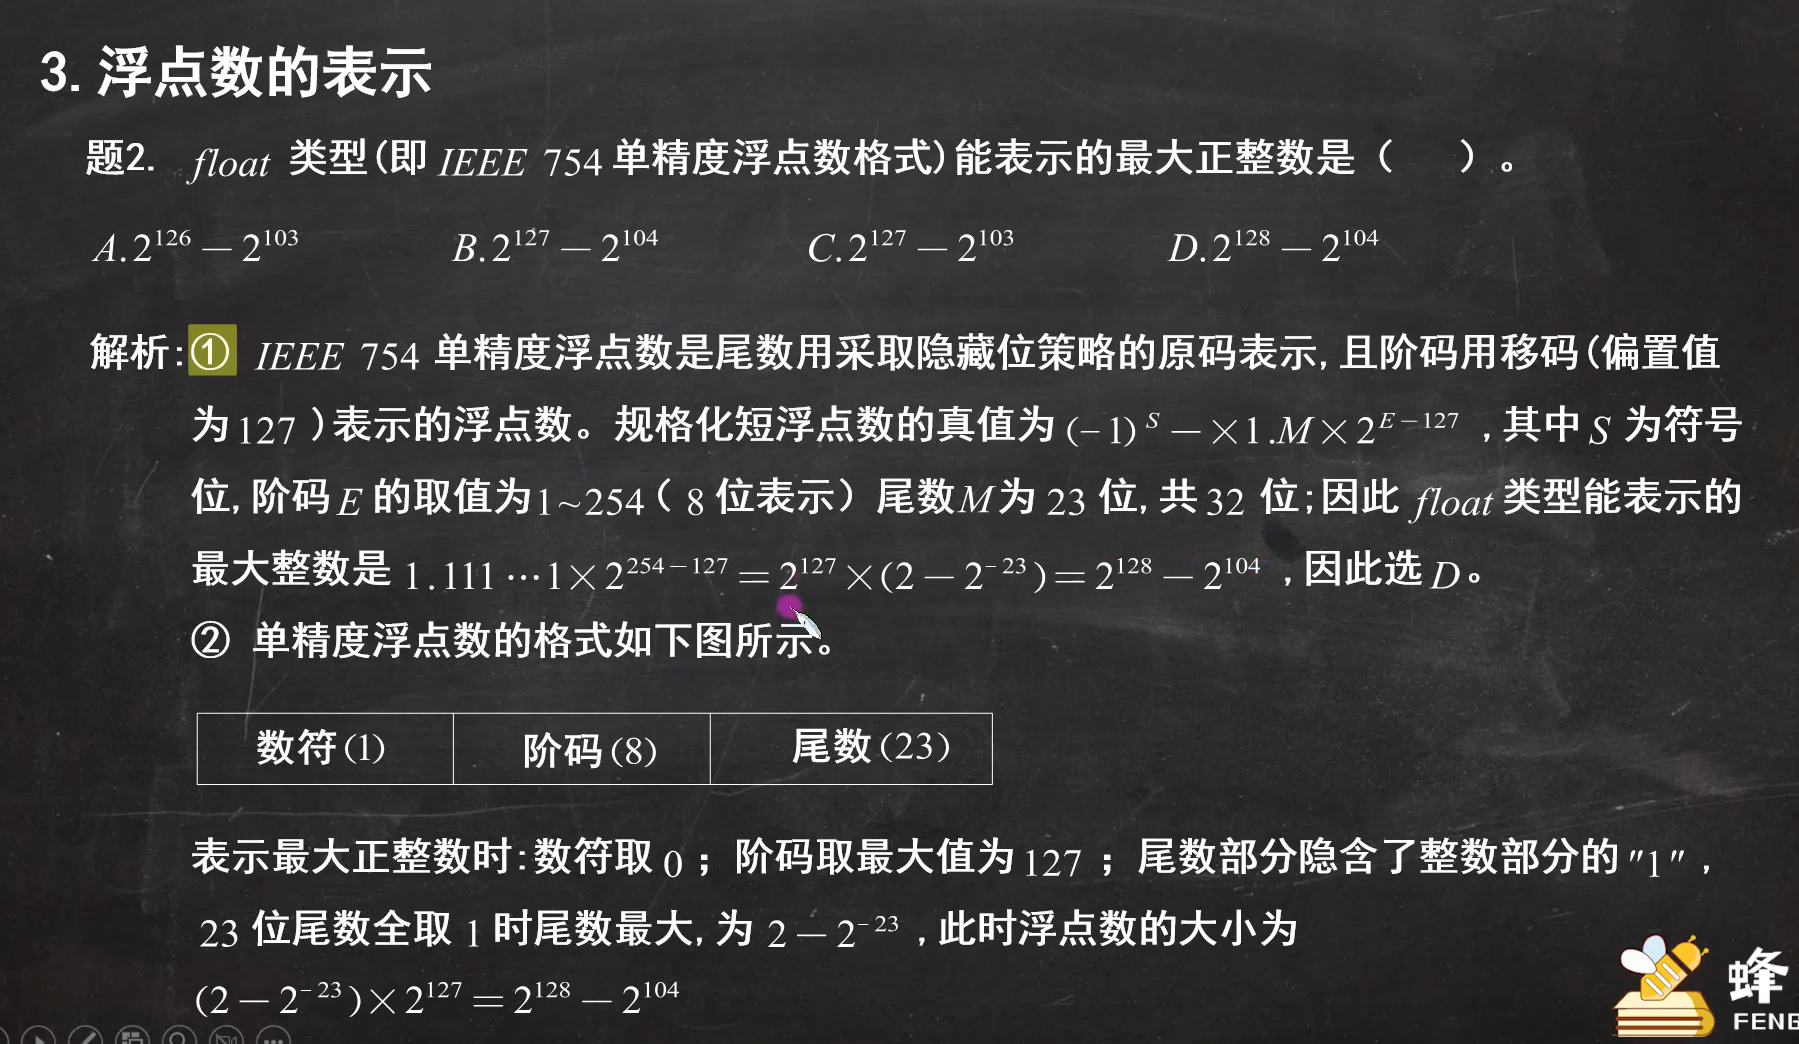 3. 浮点数的表示
题2. float 类型(即 IEEE 754 单精度浮点数格式)能表示的最大正整数是（　　）。
A.2^126 − 2^103　B.2^127 − 2^104　C.2^127 − 2^103　D.2^128 − 2^104
解析:① IEEE 754 单精度浮点数是尾数用采取隐藏位策略的原码表示,且阶码用移码(偏置值
为127)表示的浮点数。规格化短浮点数的真值为 (−1)^S − ×1.M×2^(E−127) ,其中 S 为符号
位,阶码 E 的取值为1~254（8 位表示）尾数M为 23 位,共32 位;因此 float 类型能表示的
最大整数是 1.111…1×2^(254−127) =2^127×(2−2^−23)=2^128 −2^104 ,因此选 D。
② 单精度浮点数的格式如下图所示。
数符(1)　阶码(8)　尾数(23)
表示最大正整数时:数符取 0 ；阶码取最大值为 127 ；尾数部分隐含了整数部分的 "1" ,
23 位尾数全取 1 时尾数最大,为 2−2^−23 ,此时浮点数的大小为
(2−2^−23)×2^127 =2^128 −2^104
蜂
FENG